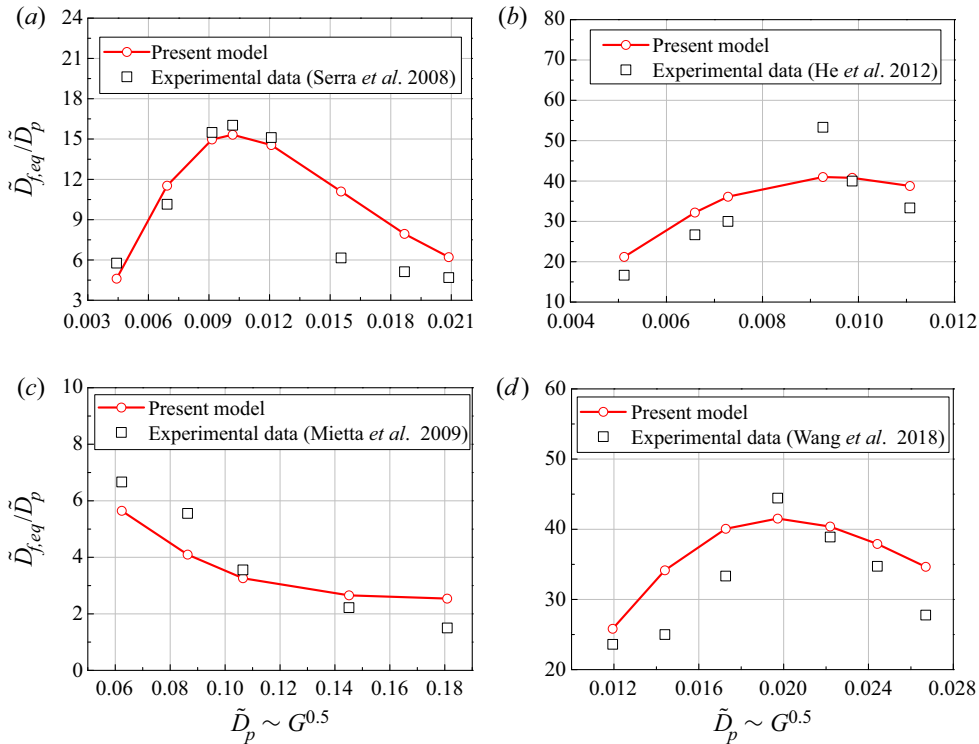 (a)
24
21
18
15
12
9
6
3
Present model
Experimental data (Serra et al. 2008)
0.003 0.006 0.009 0.012 0.015 0.018 0.021
D̃f,eq/D̃p
(b)
80
70
60
50
40
30
20
10
Present model
Experimental data (He et al. 2012)
0.004 0.006 0.008 0.010 0.012
(c)
10
8
6
4
2
0
Present model
Experimental data (Mietta et al. 2009)
0.06 0.08 0.10 0.12 0.14 0.16 0.18
D̃f,eq/D̃p
D̃p ~ G0.5
(d)
60
50
40
30
20
Present model
Experimental data (Wang et al. 2018)
0.012 0.016 0.020 0.024 0.028
D̃p ~ G0.5